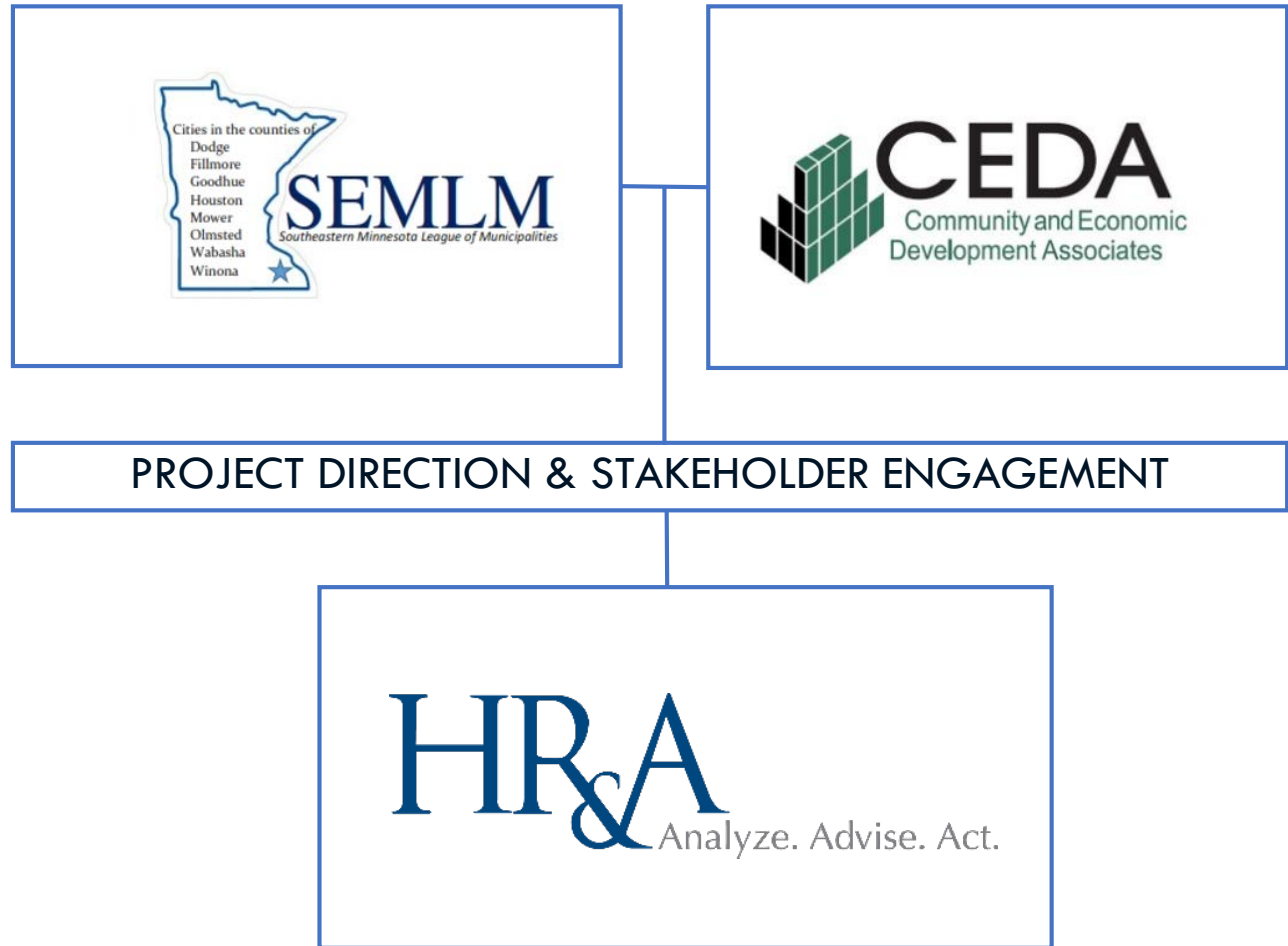 Cities in the counties of
Dodge
Fillmore
Goodhue
Houston
Mower
Olmsted
Wabasha
Winona
SEMLM
Southeastern Minnesota League of Municipalities
CEDA
Community and Economic
Development Associates
PROJECT DIRECTION & STAKEHOLDER ENGAGEMENT
HR&A
Analyze. Advise. Act.